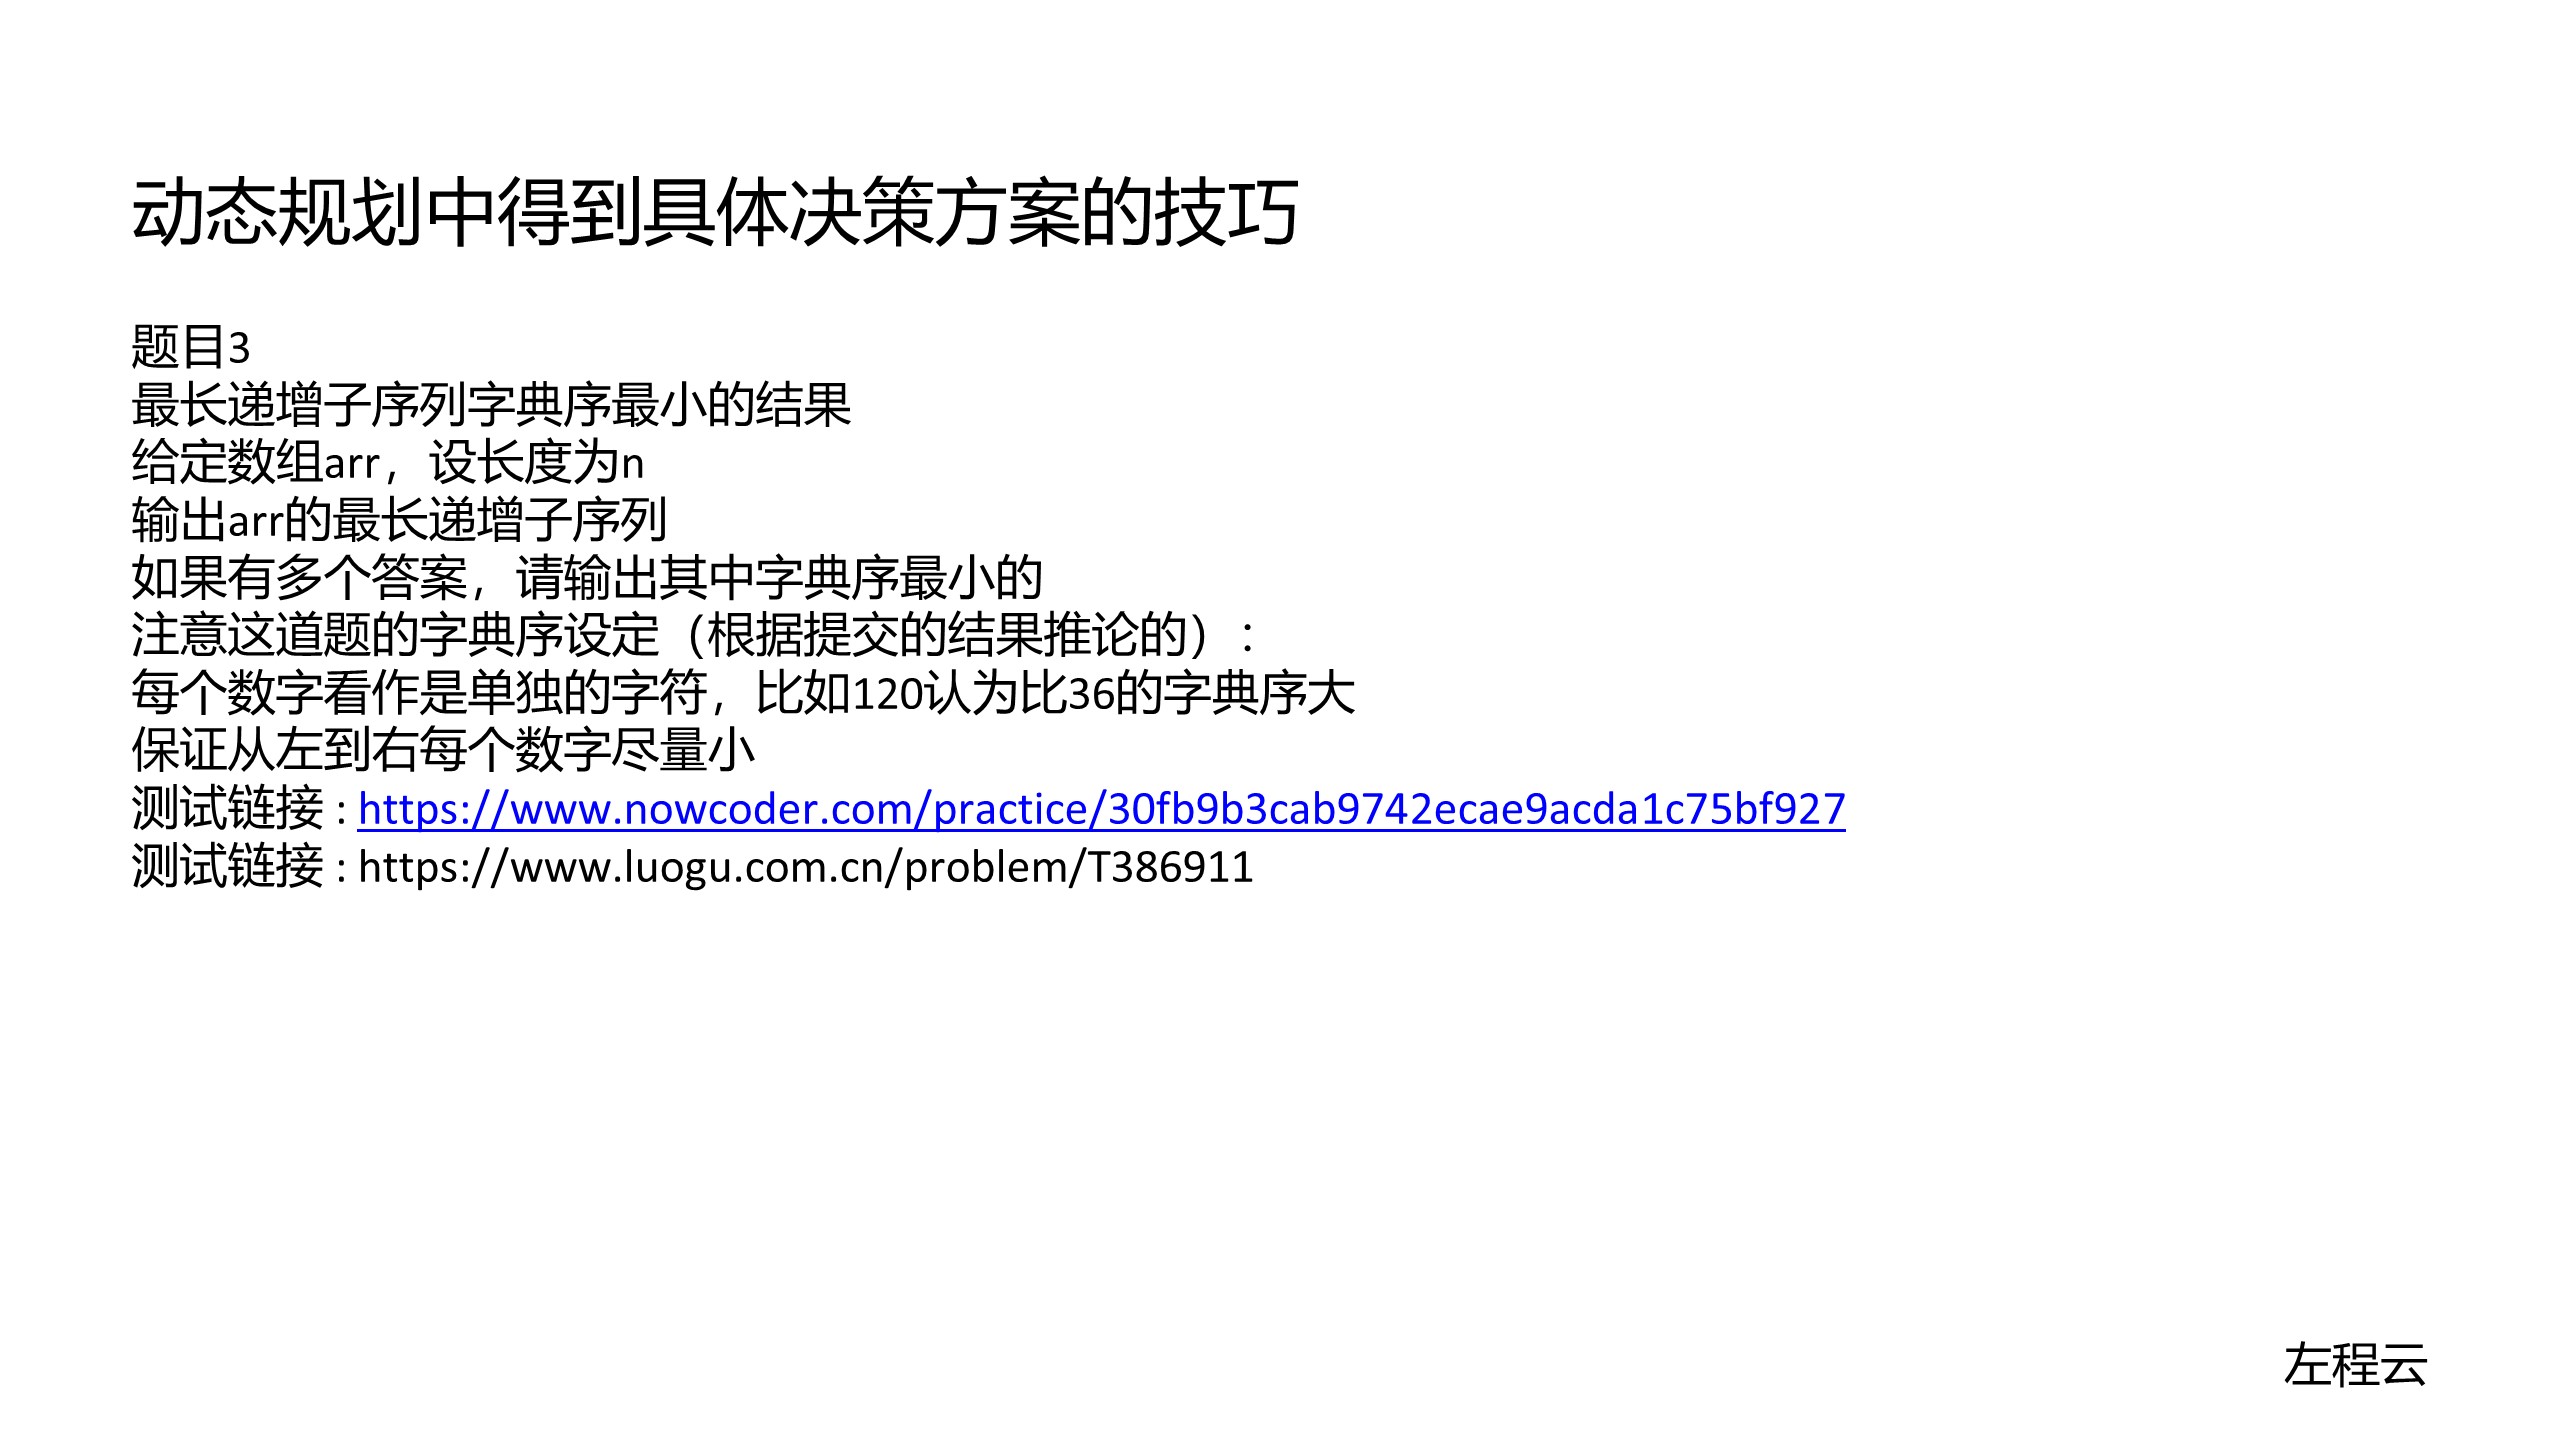 动态规划中得到具体决策方案的技巧
题目3
最长递增子序列字典序最小的结果
给定数组arr，设长度为n
输出arr的最长递增子序列
如果有多个答案，请输出其中字典序最小的
注意这道题的字典序设定（根据提交的结果推论的）：
每个数字看作是单独的字符，比如120认为比36的字典序大
保证从左到右每个数字尽量小
测试链接 : https://www.nowcoder.com/practice/30fb9b3cab9742ecae9acda1c75bf927
测试链接 : https://www.luogu.com.cn/problem/T386911
左程云